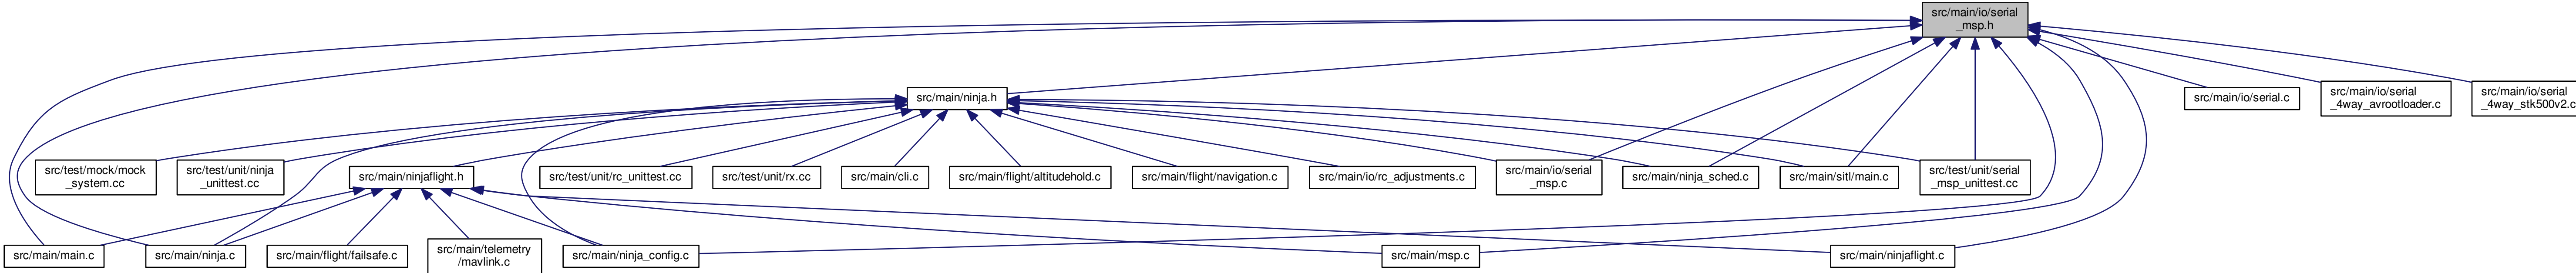 src/main/io/serial
_msp.h
src/main/ninja.h
src/main/io/serial.c
src/main/io/serial
_4way_avrootloader.c
src/main/io/serial
_4way_stk500v2.c
src/test/mock/mock
_system.cc
src/test/unit/ninja
_unittest.cc
src/main/ninjaflight.h
src/test/unit/rc_unittest.cc
src/test/unit/rx.cc
src/main/cli.c
src/main/flight/altitudehold.c
src/main/flight/navigation.c
src/main/io/rc_adjustments.c
src/main/io/serial
_msp.c
src/main/ninja_sched.c
src/main/sitl/main.c
src/test/unit/serial
_msp_unittest.cc
src/main/main.c
src/main/ninja.c
src/main/flight/failsafe.c
src/main/telemetry
/mavlink.c
src/main/ninja_config.c
src/main/msp.c
src/main/ninjaflight.c